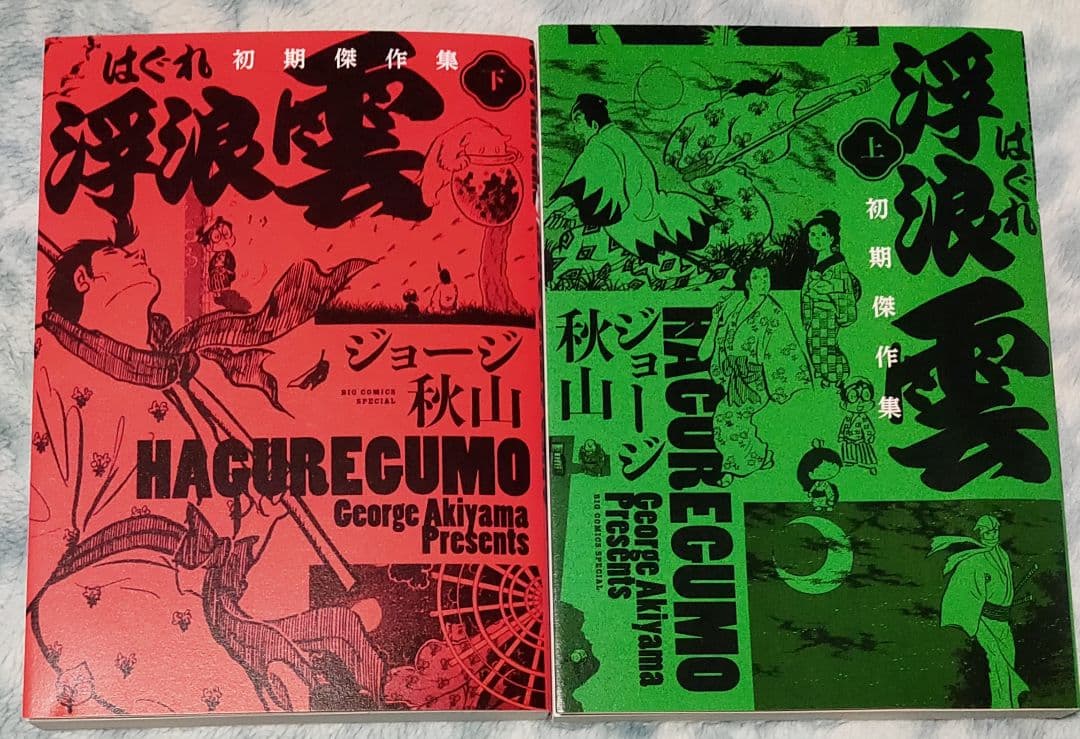 はぐれ
浮浪雲
初期傑作集
下
ジョージ
秋山
BIG COMICS
SPECIAL
HAGUREGUMO
George Akiyama
Presents
浮浪雲
はぐれ
上
初期傑作集
ジョージ
秋山
HAGUREGUMO
George Akiyama
Presents
BIG COMICS SPECIAL